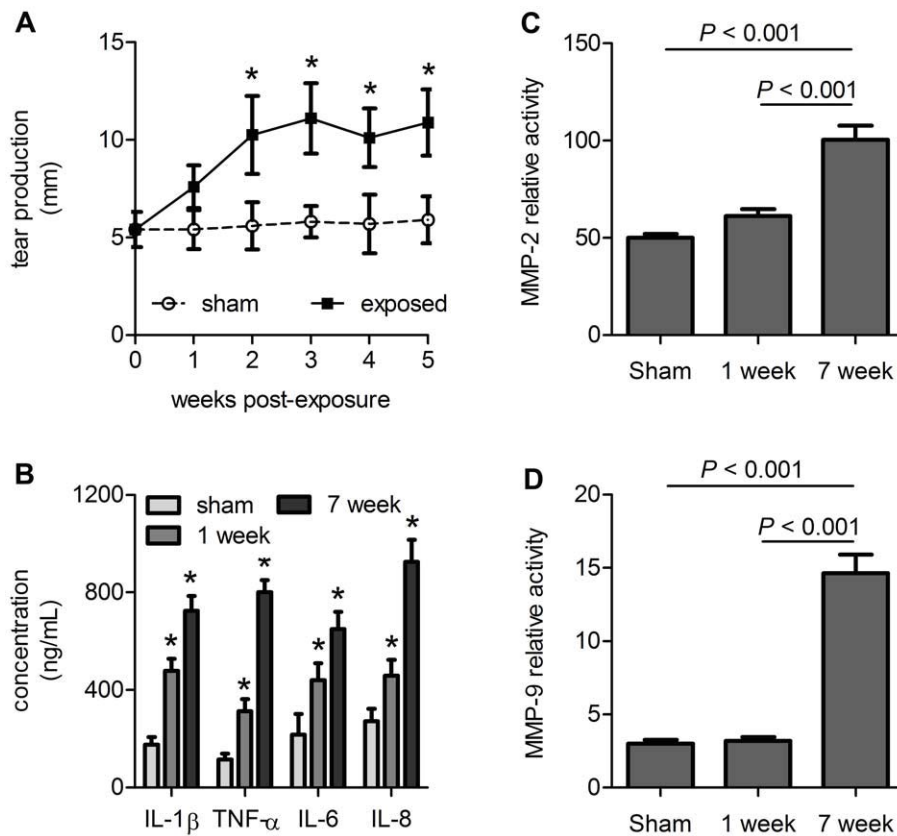 A
15
10
5
0
tear production
(mm)
* * * *
sham exposed
0 1 2 3 4 5
weeks post-exposure
B
1200
800
400
0
concentration
(ng/mL)
sham 7 week
1 week
* * * * * * * *
IL-1β TNF-α IL-6 IL-8
C
150
100
50
0
MMP-2 relative activity
P < 0.001
P < 0.001
Sham 1 week 7 week
D
20
15
10
5
0
MMP-9 relative activity
P < 0.001
P < 0.001
Sham 1 week 7 week